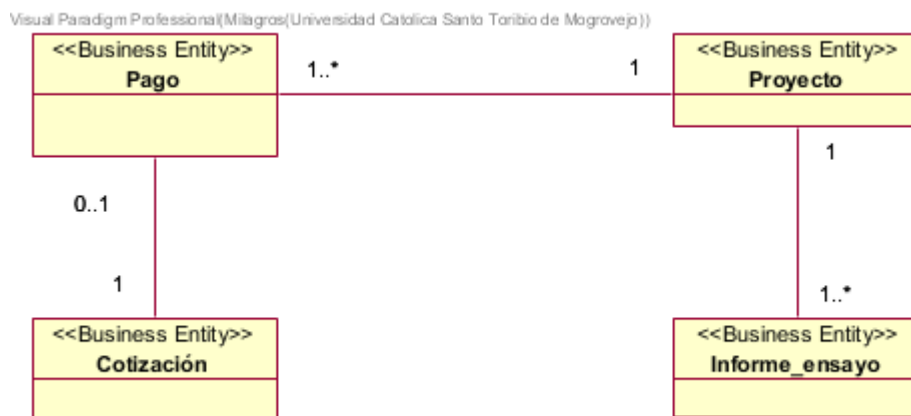 Visual Paradigm Professional(Milagros(Universidad Catolica Santo Toribio de Mogrovejo))
<<Business Entity>>
Pago
1..*
1
<<Business Entity>>
Proyecto
0..1
1
1
1..*
<<Business Entity>>
Cotización
<<Business Entity>>
Informe_ensayo